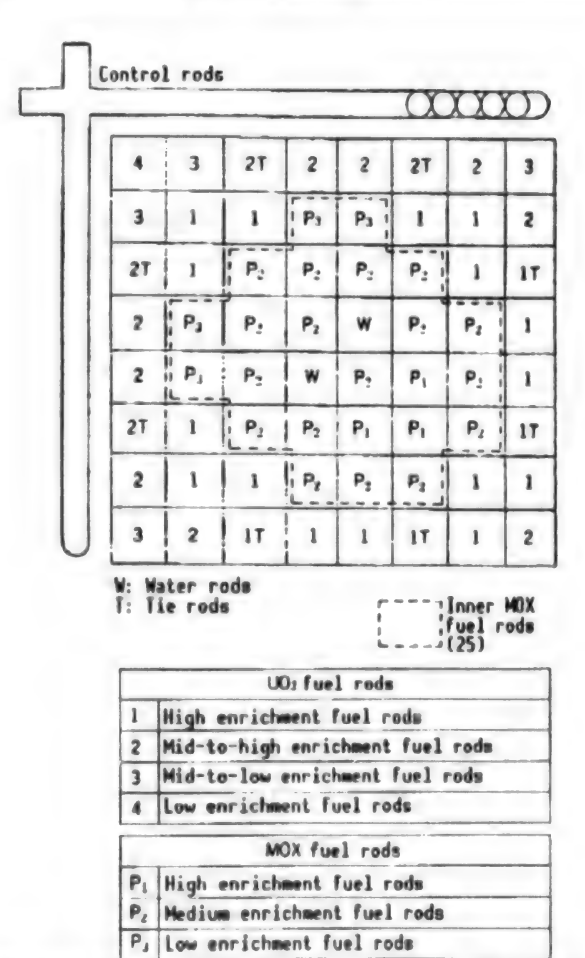 Control rods
4 3 2T 2 2 2T 2 3
3 1 1 P₃ P₃ 1 1 2
2T 1 P₂ P₂ P₂ P₂ 1 1T
2 P₃ P₂ P₂ W P₂ P₂ 1
2 P₃ P₂ W P₂ P₁ P₂ 1
2T 1 P₂ P₂ P₁ P₁ P₂ 1T
2 1 1 P₂ P₂ P₂ 1 1
3 2 1T 1 1 1T 1 2
W: Water rods
T: Tie rods
Inner MOX
fuel rods
(25)
UO₂ fuel rods
1 High enrichment fuel rods
2 Mid-to-high enrichment fuel rods
3 Mid-to-low enrichment fuel rods
4 Low enrichment fuel rods
MOX fuel rods
P₁ High enrichment fuel rods
P₂ Medium enrichment fuel rods
P₃ Low enrichment fuel rods